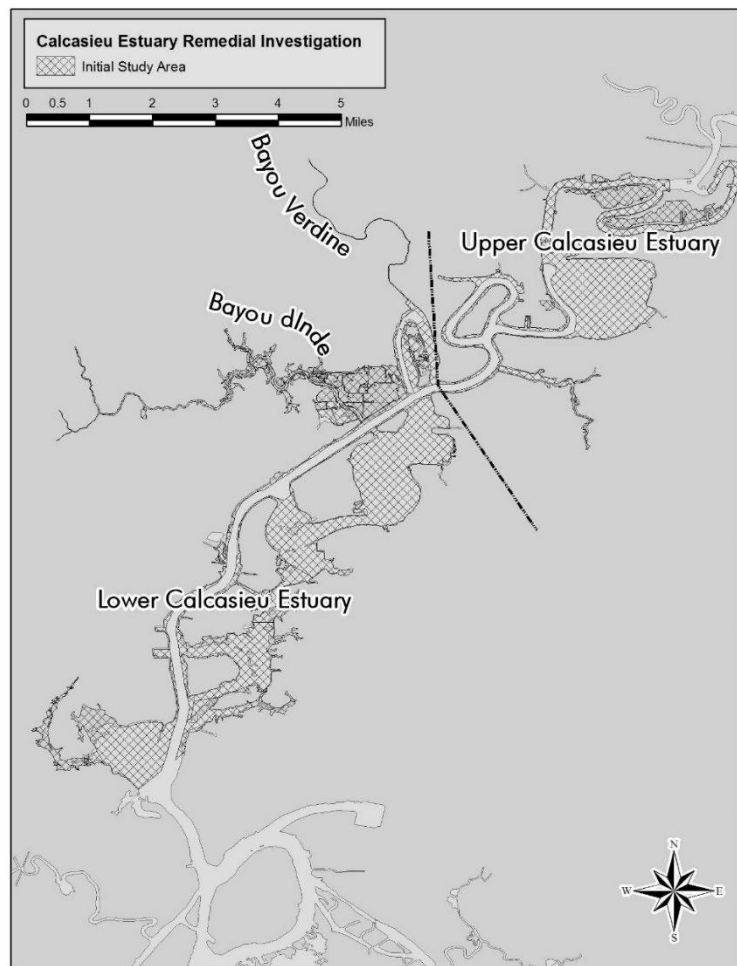 Calcasieu Estuary Remedial Investigation
Initial Study Area
0 0.5 1 2 3 4 5
Miles
Bayou Verdine
Upper Calcasieu Estuary
Bayou dInde
Lower Calcasieu Estuary
N
W E
S